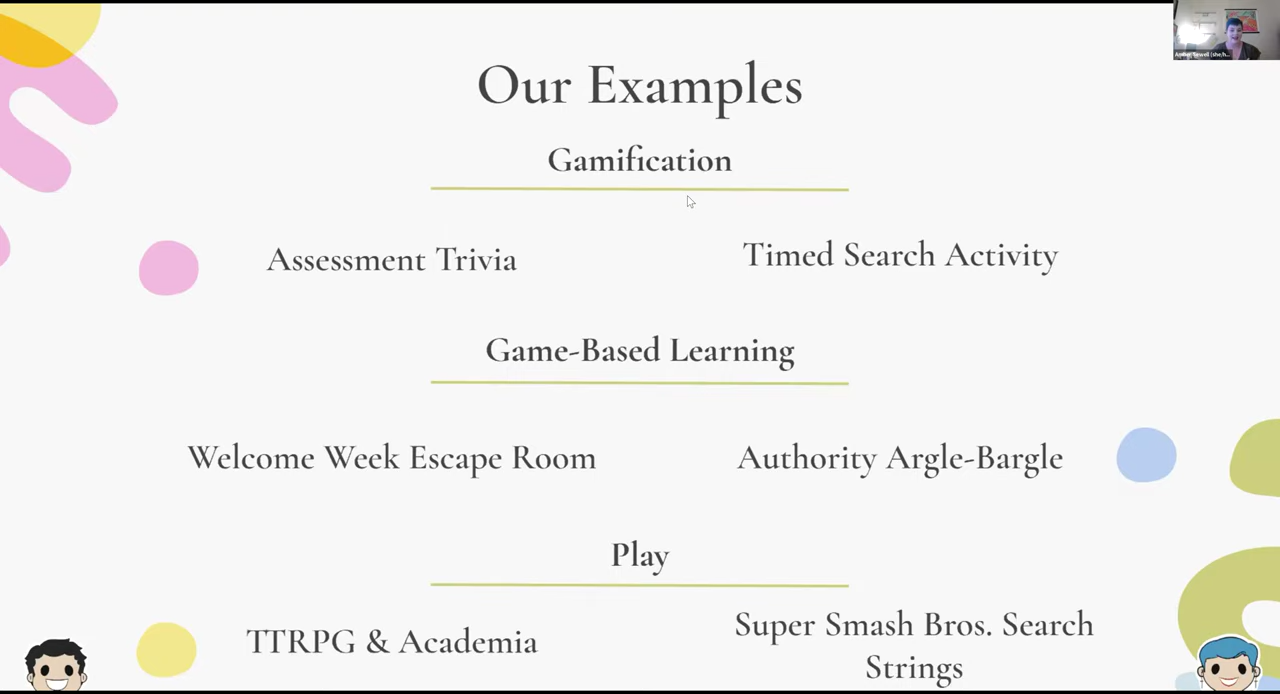 Our Examples
Gamification
Assessment Trivia
Timed Search Activity
Game-Based Learning
Welcome Week Escape Room
Authority Argle-Bargle
Play
TTRPG & Academia
Super Smash Bros. Search
Strings